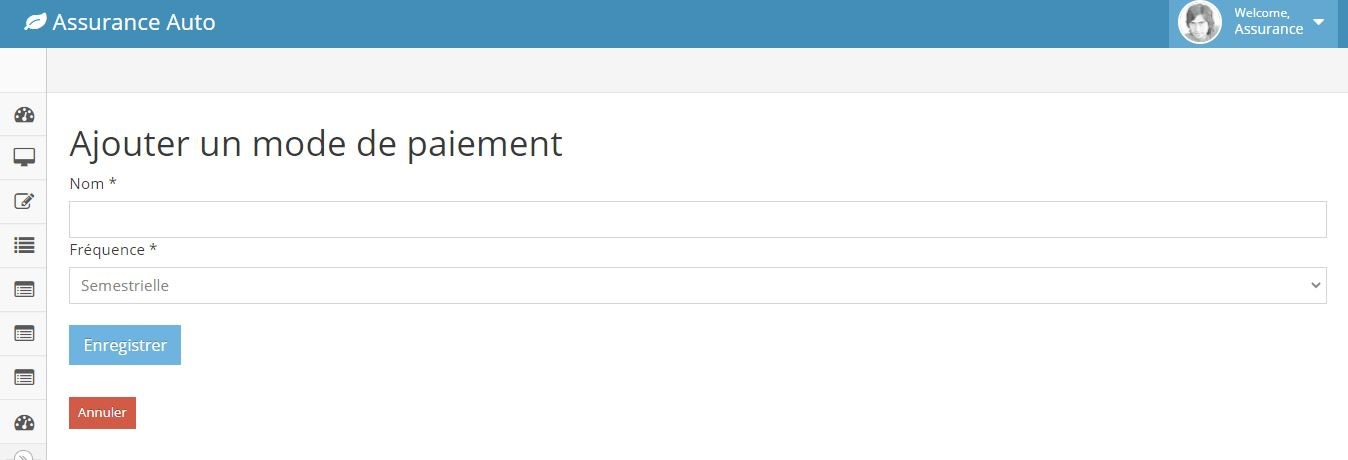 Assurance Auto
Welcome,
Assurance
Ajouter un mode de paiement
Nom *
Fréquence *
Semestrielle
Enregistrer
Annuler